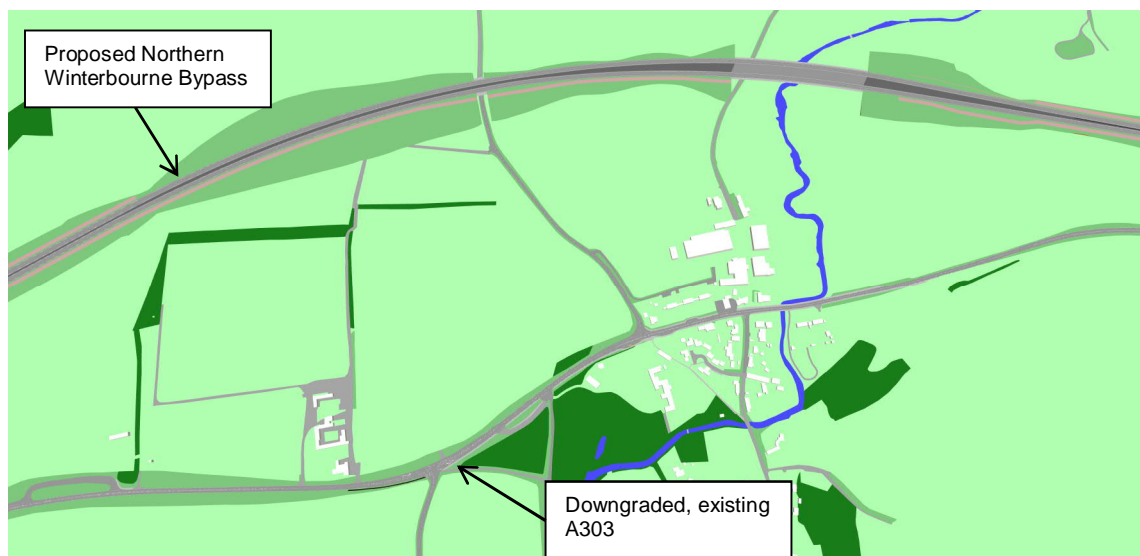 Proposed Northern
Winterbourne Bypass
Downgraded, existing
A303